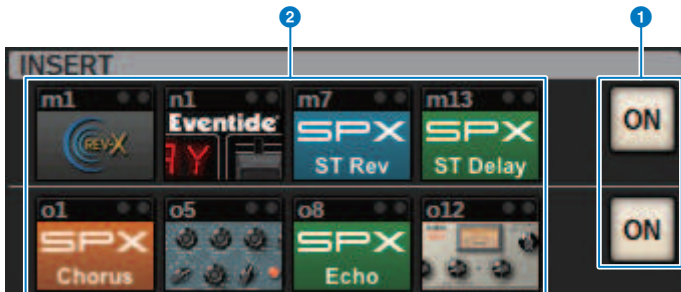 2
1
INSERT
m1
n1
m7
m13
REV-X
Eventide
SPX
ST Rev
SPX
ST Delay
ON
o1
o5
o8
o12
SPX
Chorus
SPX
Echo
ON